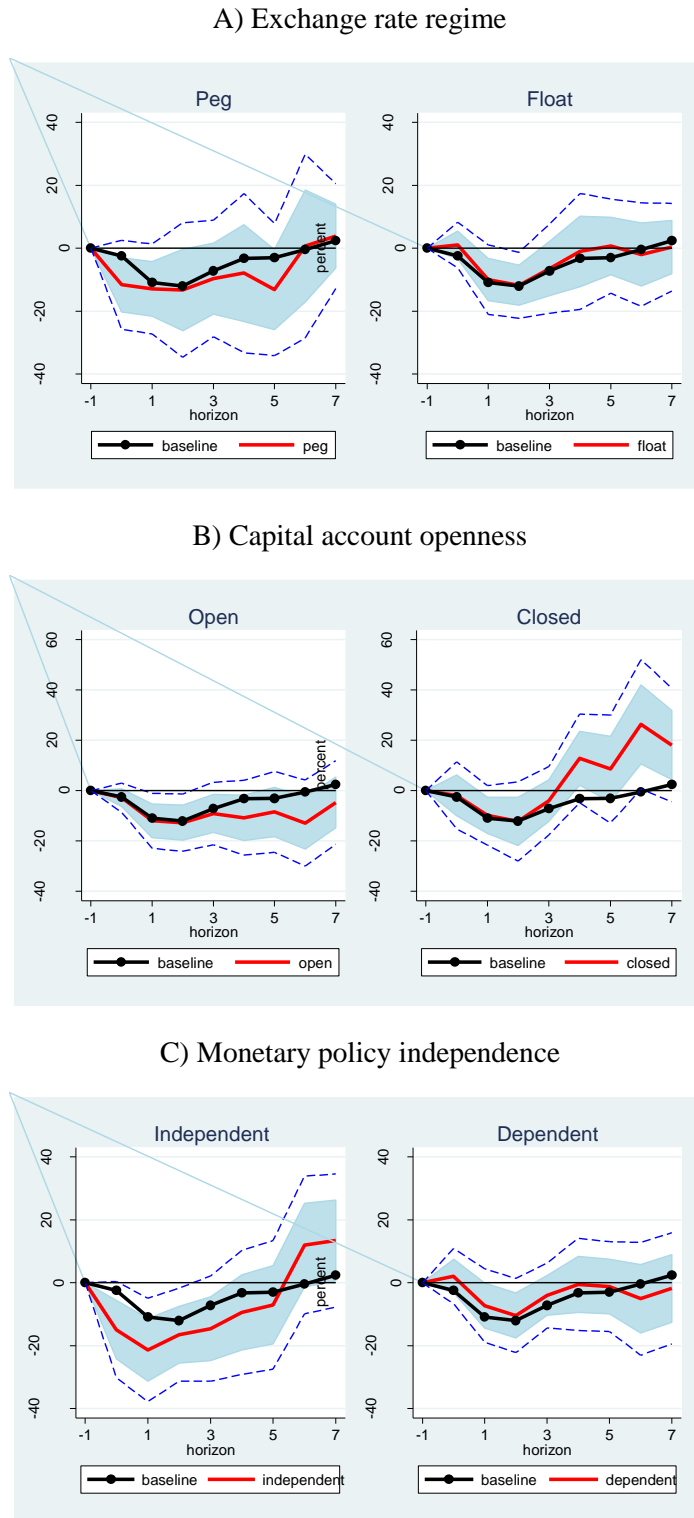 A) Exchange rate regime
Peg
Float
40
20
0
-20
-40
percent
-1 1 3 5 7
horizon
baseline peg
40
20
0
-20
-40
-1 1 3 5 7
horizon
baseline float
B) Capital account openness
Open
Closed
60
40
20
0
-20
-40
percent
-1 1 3 5 7
horizon
baseline open
60
40
20
0
-20
-40
-1 1 3 5 7
horizon
baseline closed
C) Monetary policy independence
Independent
Dependent
40
20
0
-20
-40
percent
-1 1 3 5 7
horizon
baseline independent
40
20
0
-20
-40
-1 1 3 5 7
horizon
baseline dependent